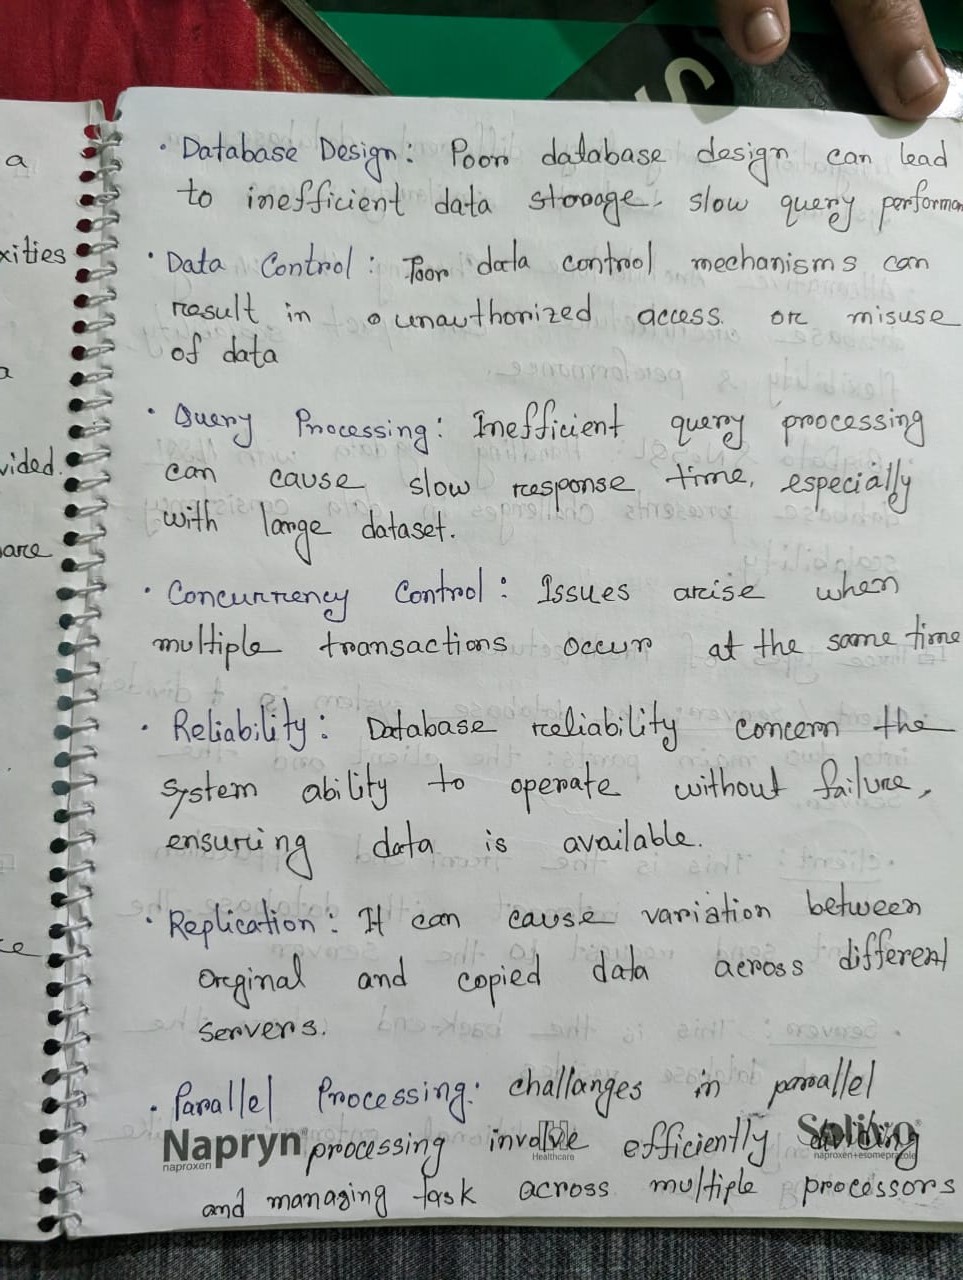 a
xities
a
vided.
are
ce
• Database Design: Poor database design can lead
to inefficient data storage, slow query performan
• Data Control: Poor data control mechanisms can
result in unauthorized access or misuse
of data
• Query Processing: Inefficient query processing
can cause slow response time, especially
with large dataset.
• Concurrency Control: Issues arise when
multiple transactions occur at the same time
• Reliability: Database reliability concern the
system ability to operate without failure,
ensuring data is available.
• Replication: It can cause variation between
Orginal and copied data across different
servers.
• Parallel Processing: challanges in parallel
processing involve efficiently dividing
and managing task across multiple processors
Napryn
naproxen
Healthcare
naproxen+esomeprazole